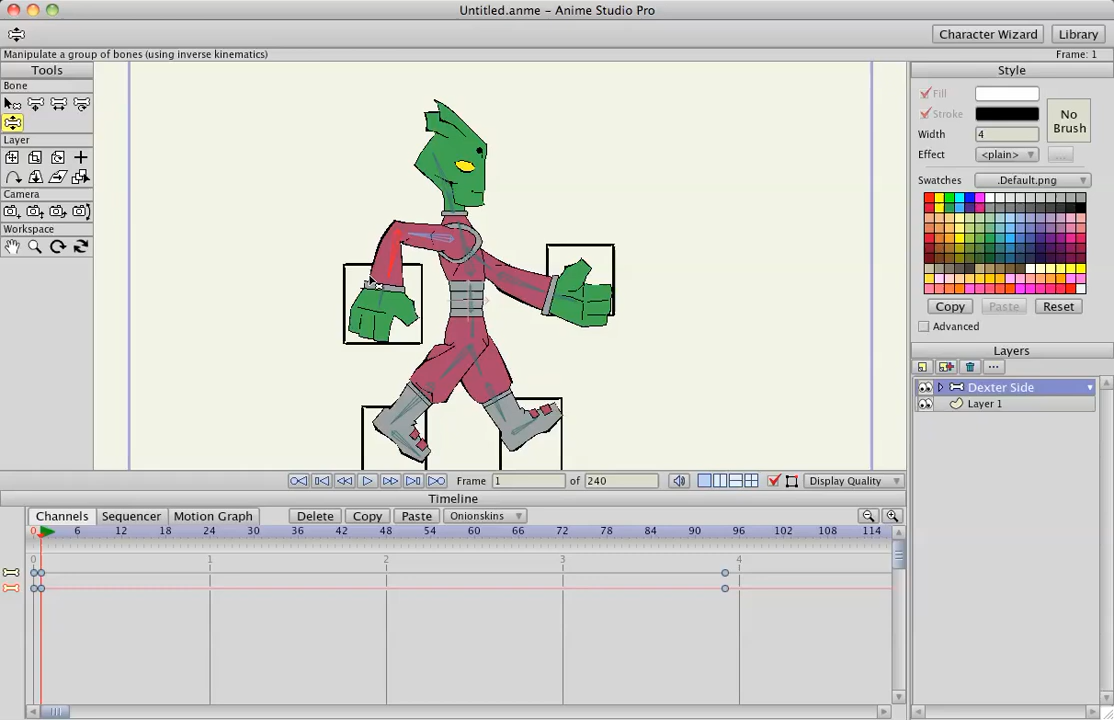 Untitled.anme – Anime Studio Pro
Character Wizard Library
Manipulate a group of bones (using inverse kinematics) Frame: 1
Tools
Bone
Layer
Camera
Workspace
Style
Fill
Stroke
Width 4
Effect <plain> ...
No
Brush
Swatches .Default.png
Copy Paste Reset
Advanced
Layers
Dexter Side
Layer 1
Frame 1 of 240 Display Quality
Timeline
Channels Sequencer Motion Graph Delete Copy Paste Onionskins
0 6 12 18 24 30 36 42 48 54 60 66 72 78 84 90 96 102 108 114
0 1 2 3 4